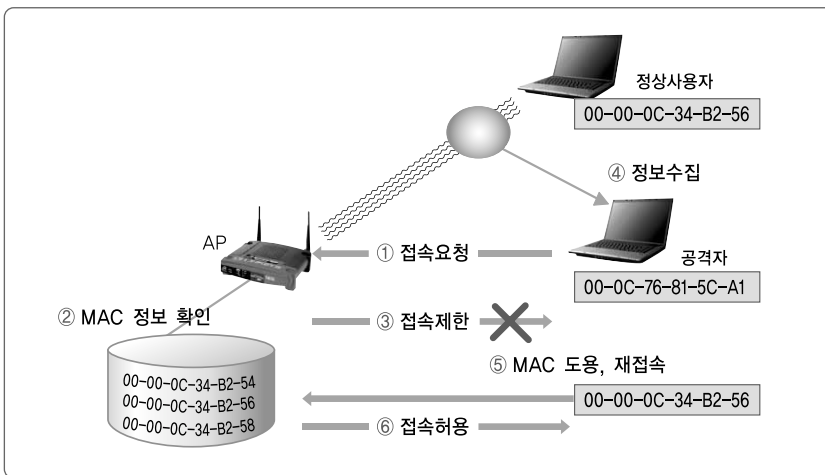 정상사용자
00-00-0C-34-B2-56
④ 정보수집
AP
① 접속요청
공격자
00-0C-76-81-5C-A1
② MAC 정보 확인
③ 접속제한
⑤ MAC 도용, 재접속
00-00-0C-34-B2-54
00-00-0C-34-B2-56
00-00-0C-34-B2-58
00-00-0C-34-B2-56
⑥ 접속허용